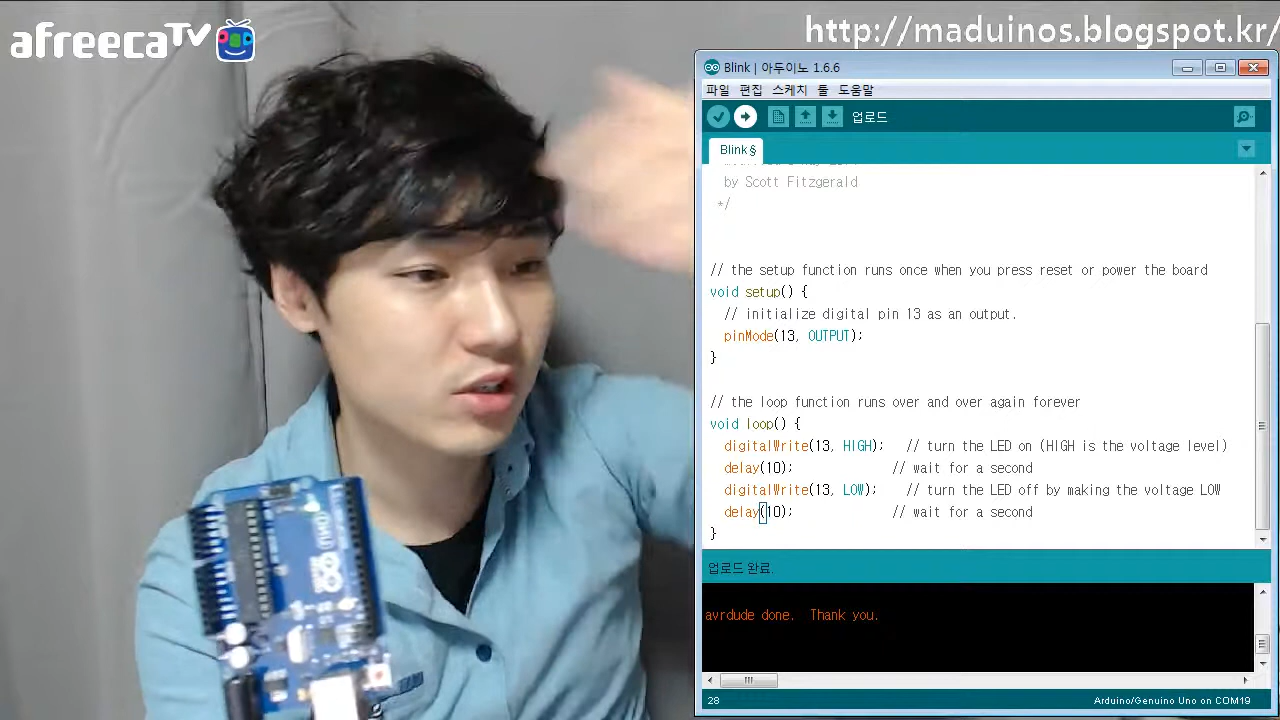 afreecaTV
http://maduinos.blogspot.kr/
Blink | 아두이노 1.6.6
파일 편집 스케치 툴 도움말
업로드
Blink§
by Scott Fitzgerald
*/
// the setup function runs once when you press reset or power the board
void setup() {
// initialize digital pin 13 as an output.
pinMode(13, OUTPUT);
}
// the loop function runs over and over again forever
void loop() {
digitalWrite(13, HIGH);   // turn the LED on (HIGH is the voltage level)
delay(10);              // wait for a second
digitalWrite(13, LOW);    // turn the LED off by making the voltage LOW
delay(10);              // wait for a second
}
업로드 완료.
avrdude done.  Thank you.
28
Arduino/Genuino Uno on COM19
UNO